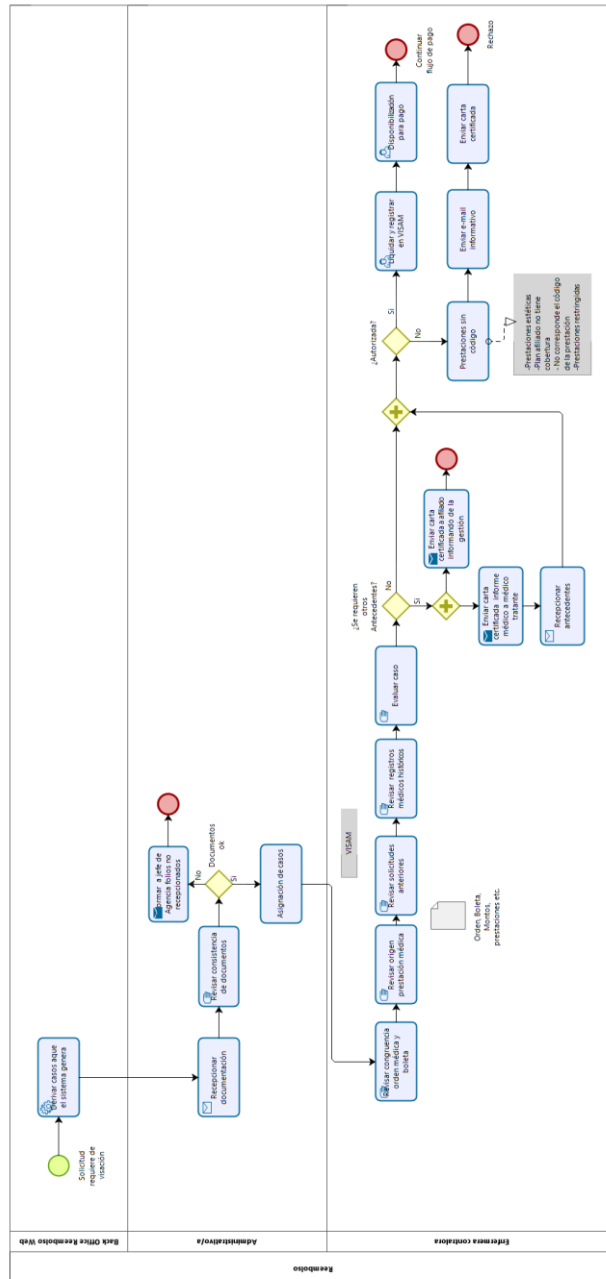 Reembolso
Back Office Reembolso Web
Solicitud
requiere de
visación
Derivar casos aque
el sistema genera
Administrativo/a
Recepcionar
documentación
Revisar consistencia
de documentos
Documentos
ok
No
Si
ormar a jefe de
Agencia folios no
recepcionados
Asignación de casos
Enfermera contralora
Revisar congruencia
orden médica y
boleta
Revisar origen
prestación médica
Revisar solicitudes
anteriores
Revisar registros
médicos históricos
Evaluar caso
VISAM
Orden, Boleta,
Montos,
prestaciones etc.
¿Se requieren
otros
Antecedentes?
No
Si
Enviar carta
certificada a afiliado
informando de la
gestión
Enviar carta
certificada informe
médico a médico
tratante
Recepcionar
antecedentes
¿Autorizada?
Si
No
Liquidar y registrar
en VISAM
Disponibilización
para pago
Continuar
flujo de pago
Prestaciones sin
código
Enviar e-mail
informativo
Enviar carta
certificada
Rechazo
-Prestaciones estéticas
-Plan afiliado no tiene
cobertura
- No corresponde el código
de la prestación
-Prestaciones restringidas